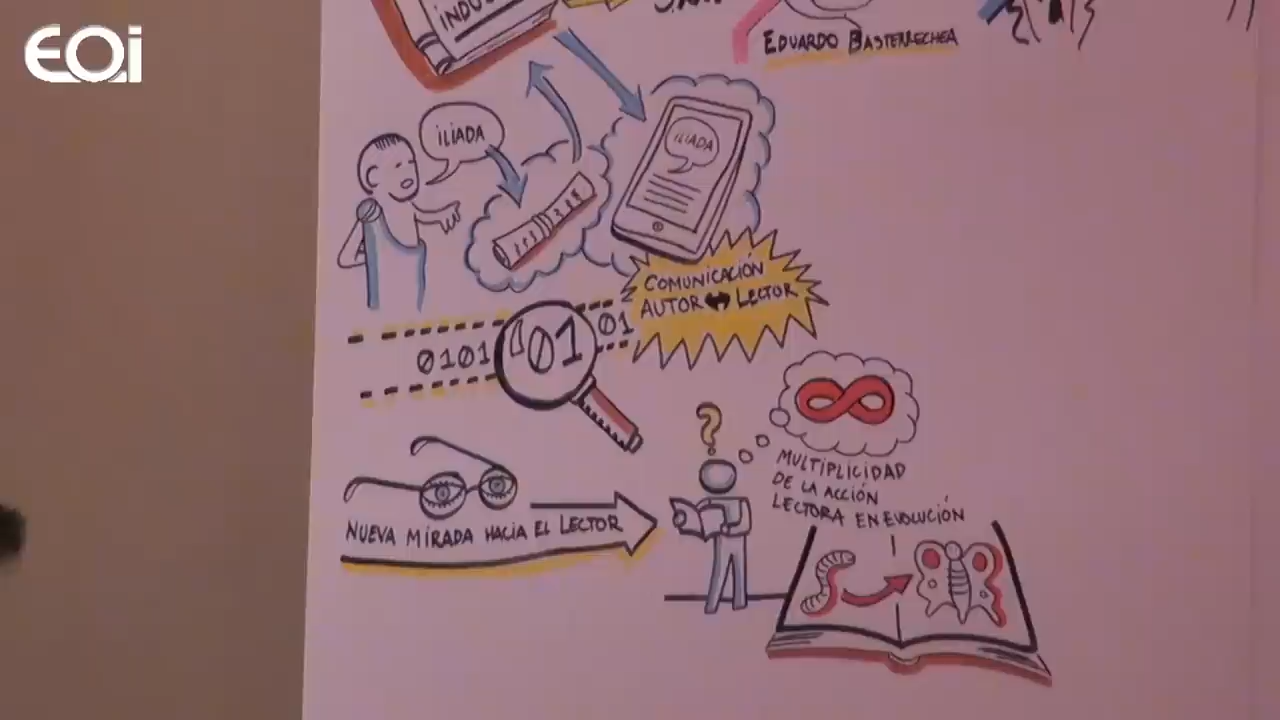 EOi
EDUARDO BASTERRECHEA
iLiADA
iLiADA
COMUNICACIÓN
AUTOR LECTOR
0101 01 01
NUEVA MIRADA HACIA EL LECTOR
?
MULTIPLICIDAD
DE LA ACCIÓN
LECTORA EN EVOLUCIÓN